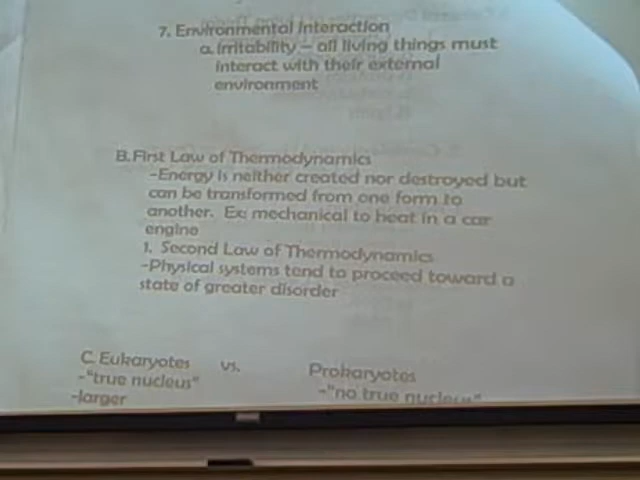 7. Environmental Interaction
a. Irritability – all living things must
interact with their external
environment
B. First Law of Thermodynamics
-Energy is neither created nor destroyed but
can be transformed from one form to
another. Ex: mechanical to heat in a car
engine
1. Second Law of Thermodynamics
-Physical systems tend to proceed toward a
state of greater disorder
C. Eukaryotes vs. Prokaryotes
-"true nucleus" -"no true nucleus"
-larger